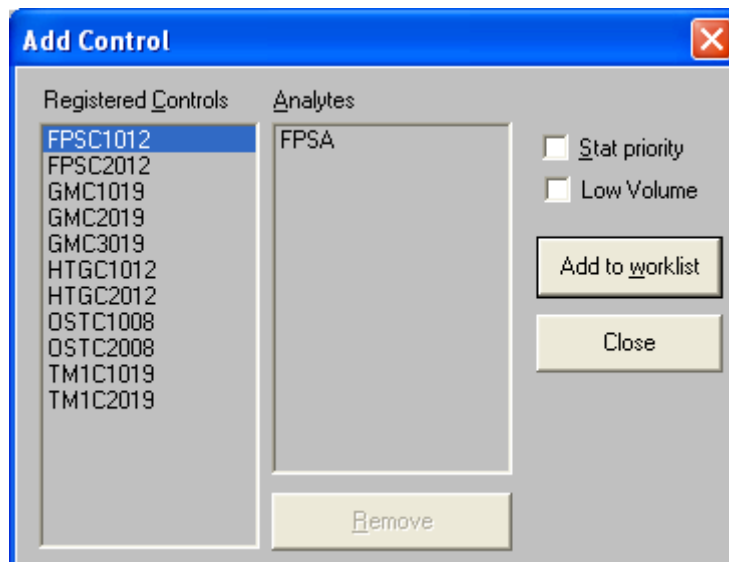 Add Control
Registered Controls
FPSC1012
FPSC2012
GMC1019
GMC2019
GMC3019
HTGC1012
HTGC2012
OSTC1008
OSTC2008
TM1C1019
TM1C2019
Analytes
FPSA
Remove
Stat priority
Low Volume
Add to worklist
Close